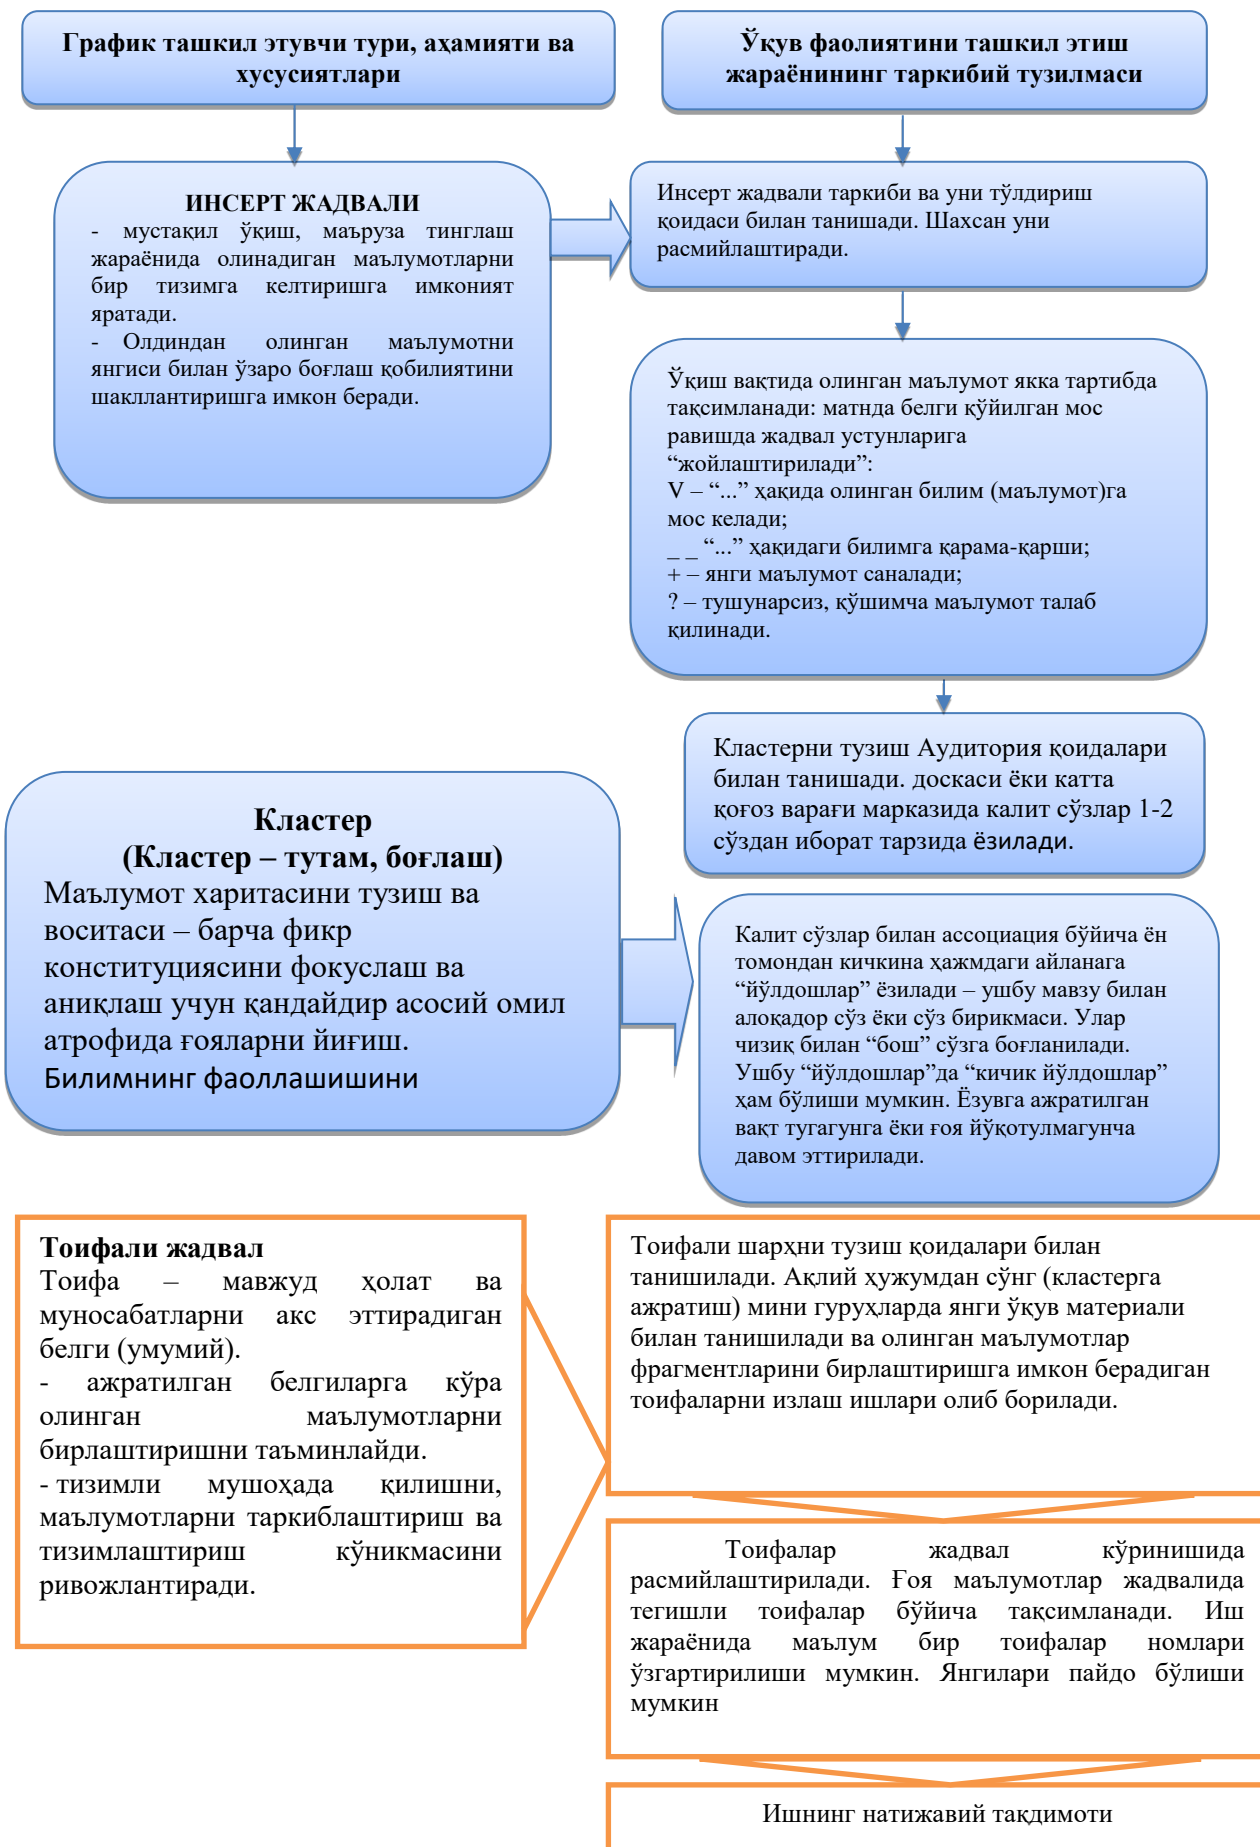 График ташкил этувчи тури, аҳамияти ва
хусусиятлари
Ўқув фаолиятини ташкил этиш
жараёнининг таркибий тузилмаси
ИНСЕРТ ЖАДВАЛИ
- мустақил ўқиш, маъруза тинглаш
жараёнида олинадиган маълумотларни
бир тизимга келтиришга имконият
яратади.
- Олдиндан олинган маълумотни
янгиси билан ўзаро боғлаш қобилиятини
шакллантиришга имкон беради.
Инсерт жадвали таркиби ва уни тўлдириш
қоидаси билан танишади. Шахсан уни
расмийлаштиради.
Ўқиш вақтида олинган маълумот якка тартибда
тақсимланади: матнда белги қўйилган мос
равишда жадвал устунларига
“жойлаштирилади”:
V – “...” ҳақида олинган билим (маълумот)га
мос келади;
_ _ “...” ҳақидаги билимга қарама-қарши;
+ – янги маълумот саналади;
? – тушунарсиз, қўшимча маълумот талаб
қилинади.
Кластерни тузиш Аудитория қоидалари
билан танишади. доскаси ёки катта
қоғоз варағи марказида калит сўзлар 1-2
сўздан иборат тарзида ёзилади.
Кластер
(Кластер – тутам, боғлаш)
Маълумот харитасини тузиш ва
воситаси – барча фикр
конституциясини фокуслаш ва
аниқлаш учун қандайдир асосий омил
атрофида ғояларни йиғиш.
Билимнинг фаоллашишини
Калит сўзлар билан ассоциация бўйича ён
томондан кичкина ҳажмдаги айланага
“йўлдошлар” ёзилади – ушбу мавзу билан
алоқадор сўз ёки сўз бирикмаси. Улар
чизиқ билан “бош” сўзга боғланилади.
Ушбу “йўлдошлар”да “кичик йўлдошлар”
ҳам бўлиши мумкин. Ёзувга ажратилган
вақт тугагунга ёки ғоя йўқотулмагунча
давом эттирилади.
Тоифали жадвал
Тоифа – мавжуд ҳолат ва
муносабатларни акс эттирадиган
белги (умумий).
- ажратилган белгиларга кўра
олинган маълумотларни
бирлаштиришни таъминлайди.
- тизимли мушоҳада қилишни,
маълумотларни таркиблаштириш ва
тизимлаштириш кўникмасини
ривожлантиради.
Тоифали шарҳни тузиш қоидалари билан
танишилади. Ақлий ҳужумдан сўнг (кластерга
ажратиш) мини гуруҳларда янги ўқув материали
билан танишилади ва олинган маълумотлар
фрагментларини бирлаштиришга имкон берадиган
тоифаларни излаш ишлари олиб борилади.
Тоифалар жадвал кўринишида
расмийлаштирилади. Ғоя маълумотлар жадвалида
тегишли тоифалар бўйича тақсимланади. Иш
жараёнида маълум бир тоифалар номлари
ўзгартирилиши мумкин. Янгилари пайдо бўлиши
мумкин
Ишнинг натижавий тақдимоти